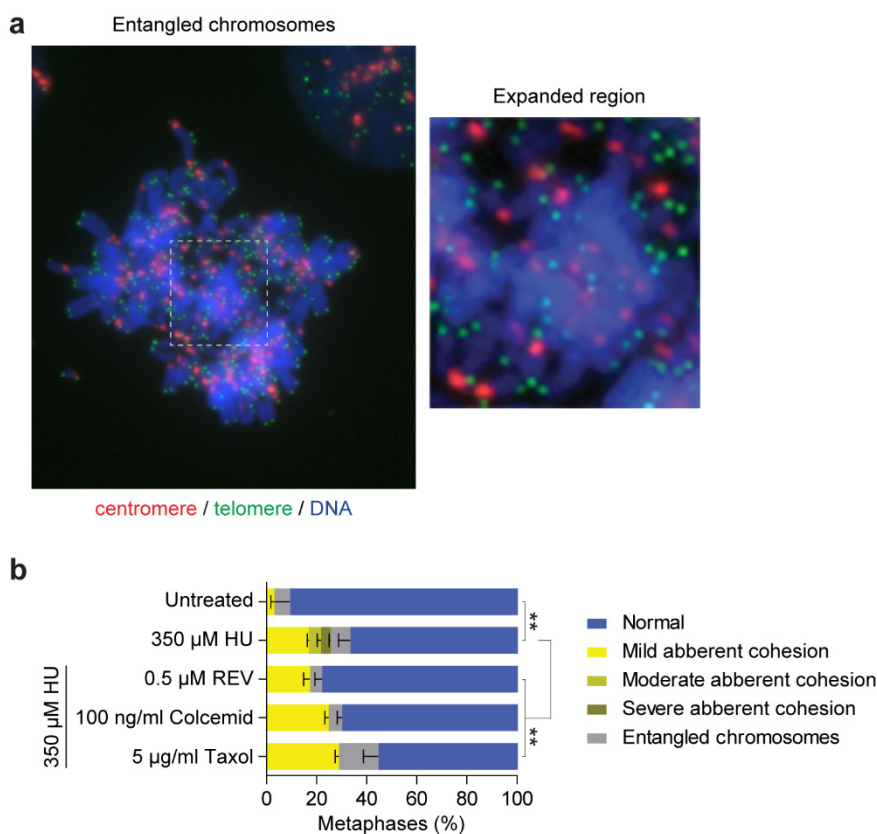 a
Entangled chromosomes
Expanded region
centromere / telomere / DNA
b
Untreated
350 µM HU
0.5 µM REV
100 ng/ml Colcemid
5 µg/ml Taxol
350 µM HU
**
**
0 20 40 60 80 100
Metaphases (%)
Normal
Mild abberent cohesion
Moderate abberent cohesion
Severe abberent cohesion
Entangled chromosomes